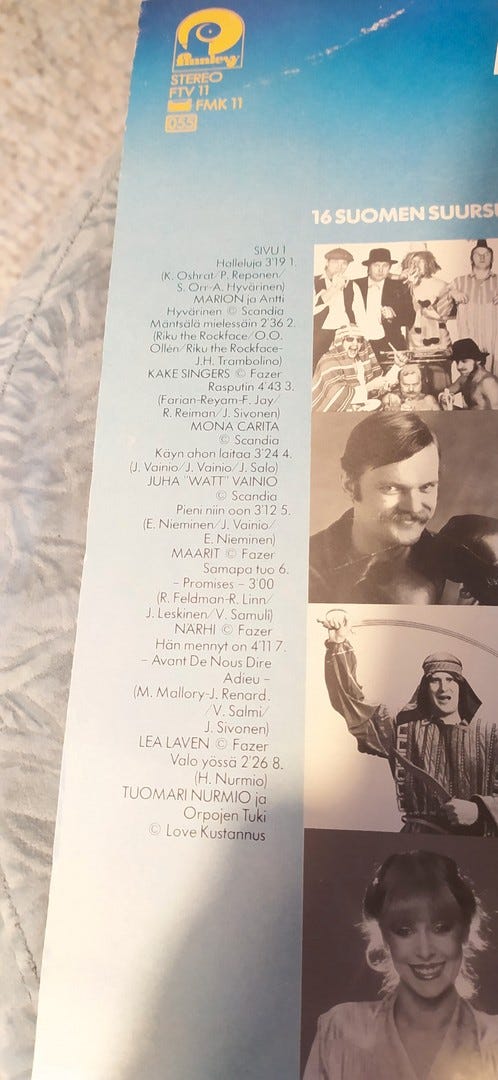 Finnlevy
STEREO
FTV 11
FMK 11
055
16 SUOMEN SUURS
SIVU 1
Halleluja 3'19 1.
(K. Oshrat/P. Reponen/
S. Orr-A. Hyvärinen)
MARION ja Antti
Hyvärinen © Scandia
Mäntsälä mielessäin 2'36 2.
(Riku the Rockface/O.O.
Ollén/Riku the Rockface–
J.H. Trambolino)
KAKE SINGERS © Fazer
Rasputin 4'43 3.
(Farian-Reyam-F. Jay/
R. Reiman/J. Sivonen)
MONA CARITA
© Scandia
Käyn ahon laitaa 3'24 4.
(J. Vainio/J. Vainio/J. Salo)
JUHA "WATT" VAINIO
© Scandia
Pieni niin oon 3'12 5.
(E. Nieminen/J. Vainio/
E. Nieminen)
MAARIT © Fazer
Samapa tuo 6.
– Promises – 3'00
(R. Feldman-R. Linn/
J. Leskinen/V. Samuli)
NÄRHI © Fazer
Hän mennyt on 4'11 7.
– Avant De Nous Dire
Adieu –
(M. Mallory-J. Renard.
/V. Salmi/
J. Sivonen)
LEA LAVEN © Fazer
Valo yössä 2'26 8.
(H. Nurmio)
TUOMARI NURMIO ja
Orpojen Tuki
© Love Kustannus